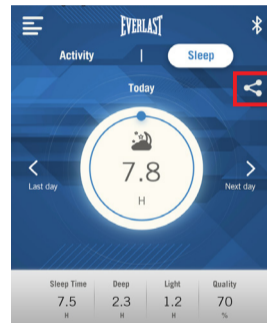 EVERLAST
Activity | Sleep
Today
7.8
H
Last day
Next day
Sleep Time Deep Light Quality
7.5 2.3 1.2 70
H H H %